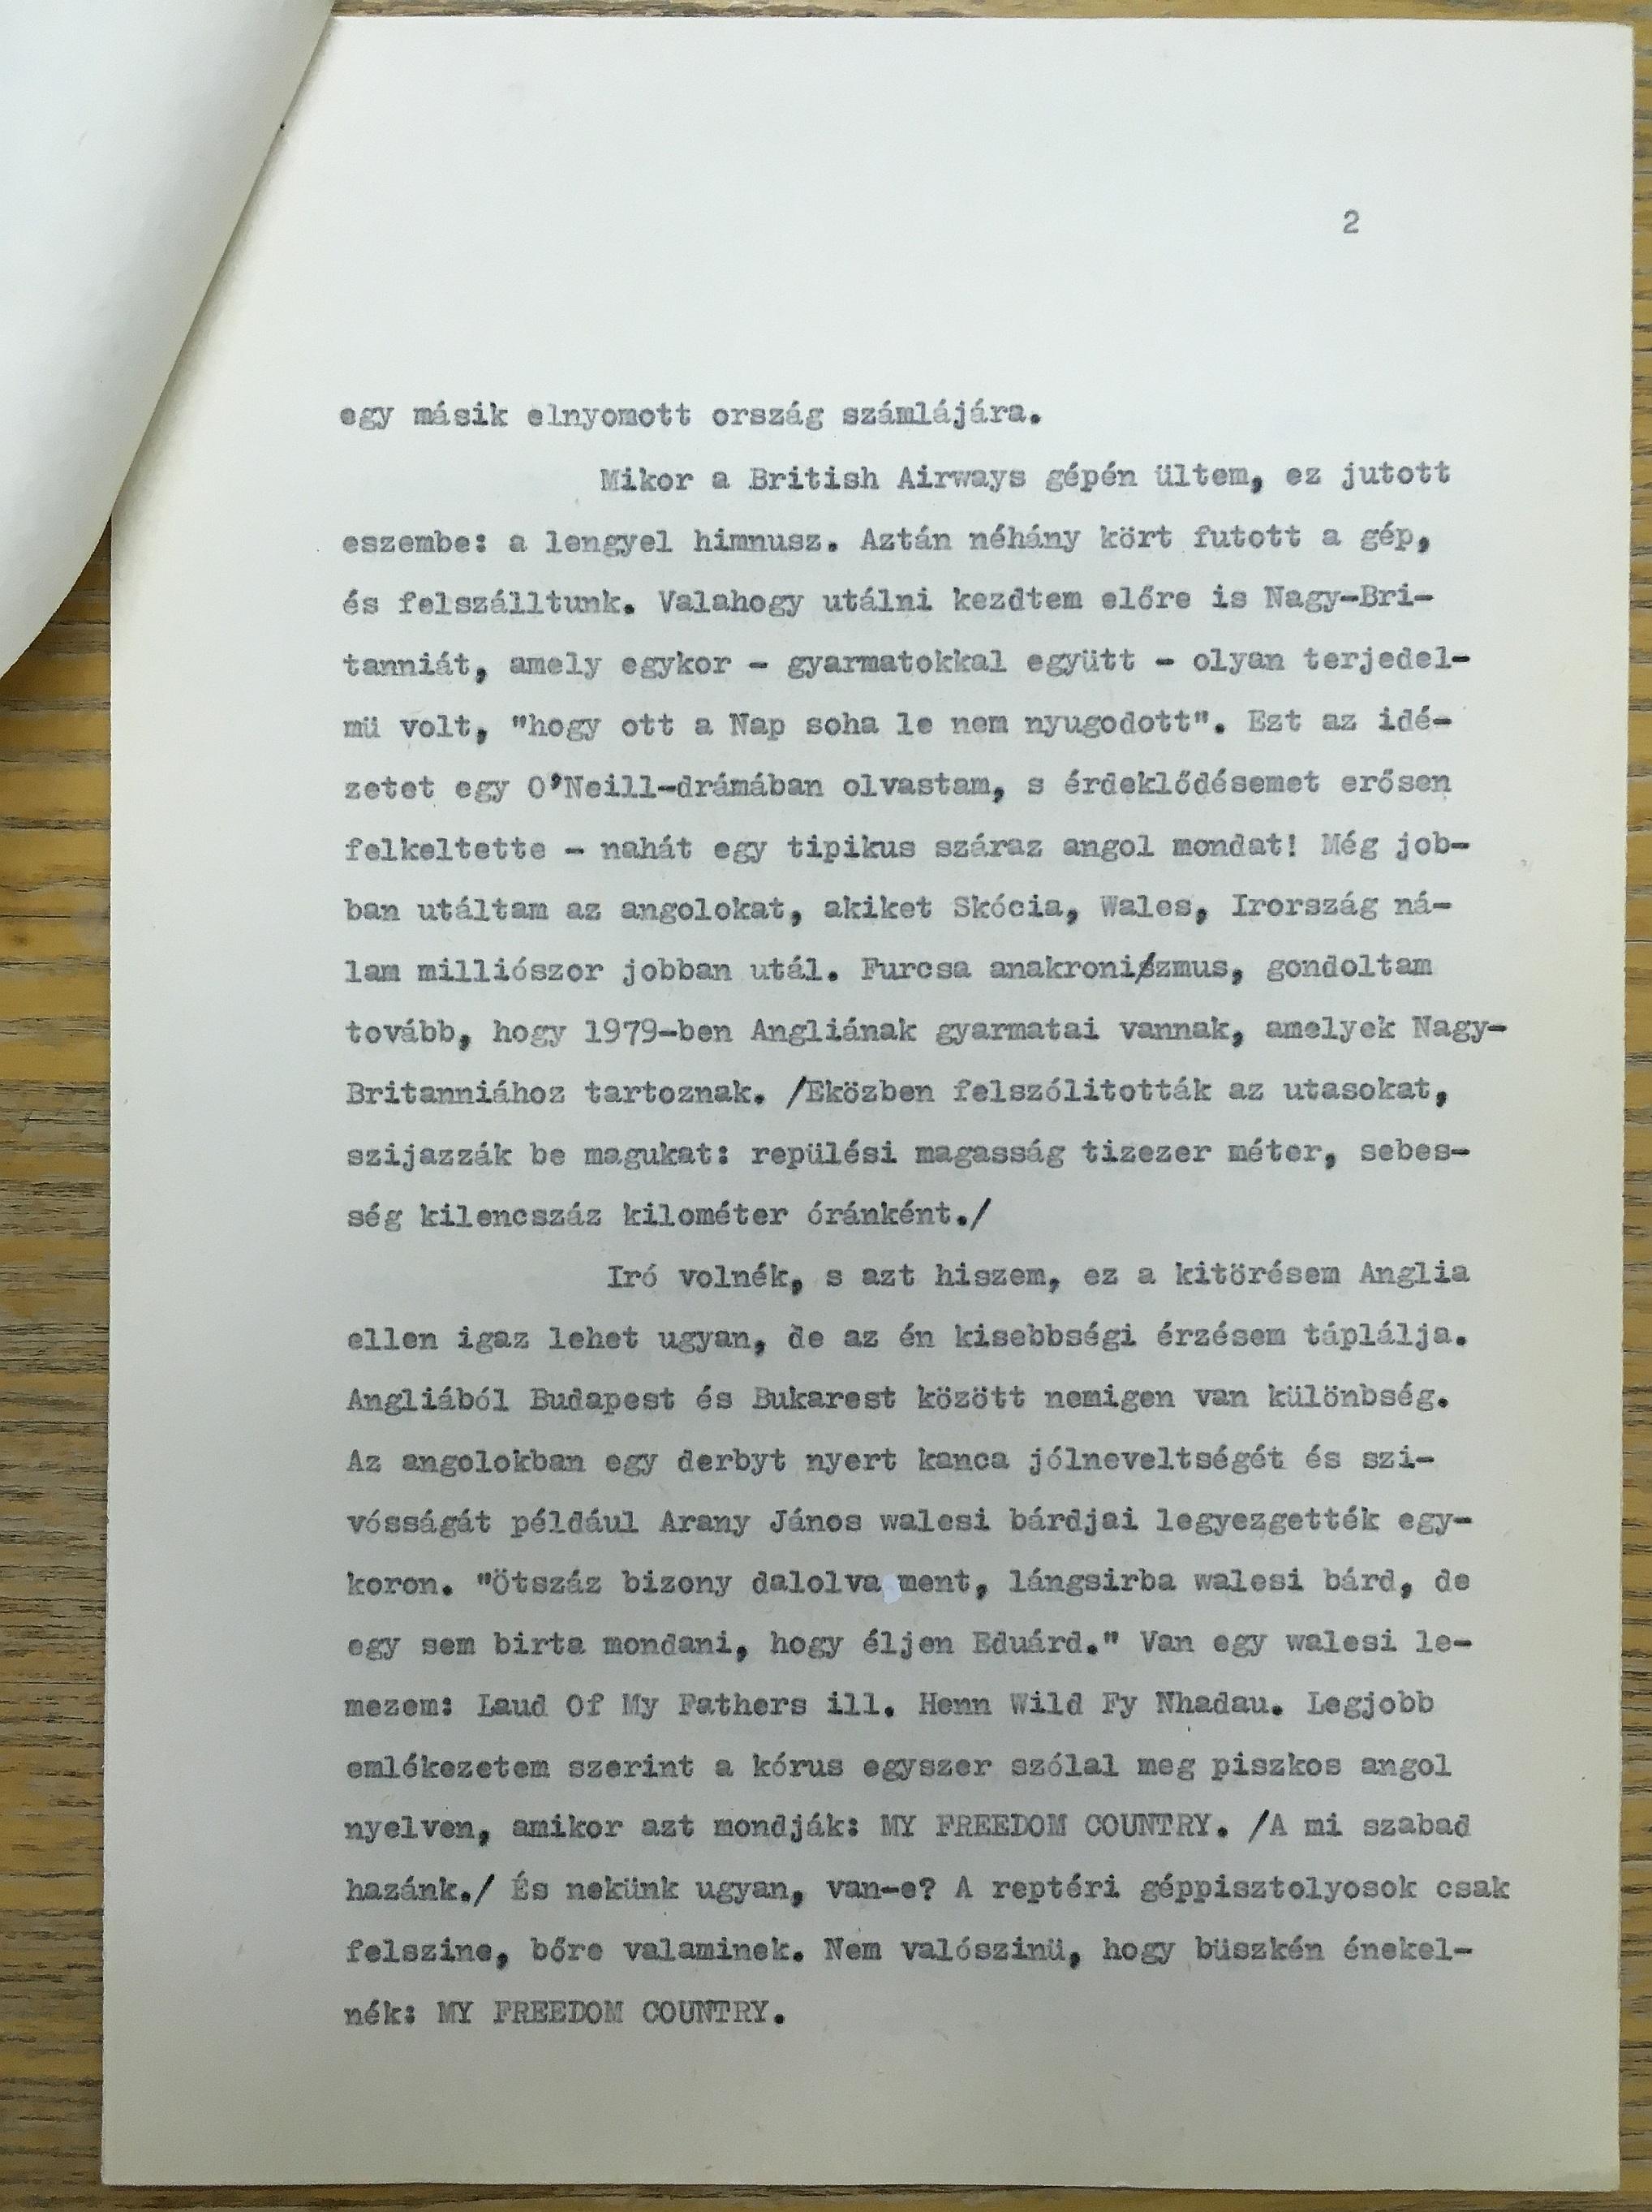 2
egy másik elnyomott ország számlájára.
Mikor a British Airways gépén ültem, ez jutott
eszembe: a lengyel himnusz. Aztán néhány kört futott a gép,
és felszálltunk. Valahogy utálni kezdtem előre is Nagy-Bri-
tanniát, amely egykor - gyarmatokkal együtt - olyan terjedel-
mü volt, "hogy ott a Nap soha le nem nyugodott". Ezt az idé-
zetet egy O'Neill-drámában olvastam, s érdeklődésemet erősen
felkeltette - nahát egy tipikus száraz angol mondat! Még job-
ban utáltam az angolokat, akiket Skócia, Wales, Irország ná-
lam milliószor jobban utál. Furcsa anakronizmus, gondoltam
tovább, hogy 1979-ben Angliának gyarmatai vannak, amelyek Nagy-
Britanniához tartoznak. /Eközben felszólitották az utasokat,
szijazzák be magukat: repülési magasság tizezer méter, sebes-
ség kilencszáz kilométer óránként./
Iró volnék, s azt hiszem, ez a kitörésem Anglia
ellen igaz lehet ugyan, de az én kisebbségi érzésem táplálja.
Angliából Budapest és Bukarest között nemigen van különbség.
Az angolokban egy derbyt nyert kanca jólneveltségét és szi-
vósságát például Arany János walesi bárdjai legyezgették egy-
koron. "Ötszáz bizony dalolva ment, lángsirba walesi bárd, de
egy sem birta mondani, hogy éljen Eduárd." Van egy walesi le-
mezem: Laud Of My Fathers ill. Henn Wild Fy Nhadau. Legjobb
emlékezetem szerint a kórus egyszer szólal meg piszkos angol
nyelven, amikor azt mondják: MY FREEDOM COUNTRY. /A mi szabad
hazánk./ És nekünk ugyan, van-e? A reptéri géppisztolyosok csak
felszine, bőre valaminek. Nem valószinü, hogy büszkén énekel-
nék: MY FREEDOM COUNTRY.